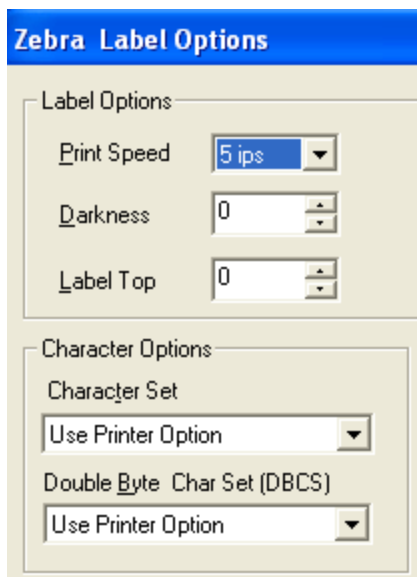 Zebra  Label Options
Label Options
Print Speed 5 ips
Darkness 0
Label Top 0
Character Options
Character Set
Use Printer Option
Double Byte  Char Set (DBCS)
Use Printer Option